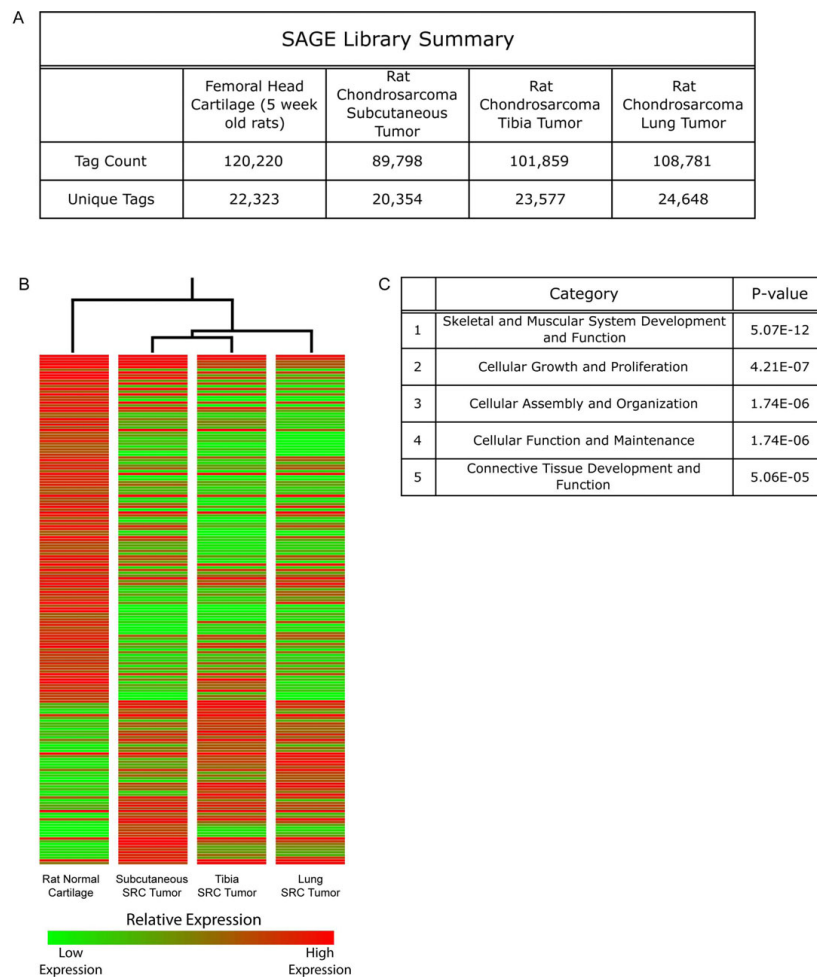 A
SAGE Library Summary
Femoral Head
Cartilage (5 week
old rats)
Rat
Chondrosarcoma
Subcutaneous
Tumor
Rat
Chondrosarcoma
Tibia Tumor
Rat
Chondrosarcoma
Lung Tumor
Tag Count 120,220 89,798 101,859 108,781
Unique Tags 22,323 20,354 23,577 24,648
B
Rat Normal
Cartilage
Subcutaneous
SRC Tumor
Tibia
SRC Tumor
Lung
SRC Tumor
Relative Expression
Low
Expression
High
Expression
C
Category P-value
1 Skeletal and Muscular System Development
and Function 5.07E-12
2 Cellular Growth and Proliferation 4.21E-07
3 Cellular Assembly and Organization 1.74E-06
4 Cellular Function and Maintenance 1.74E-06
5 Connective Tissue Development and
Function 5.06E-05